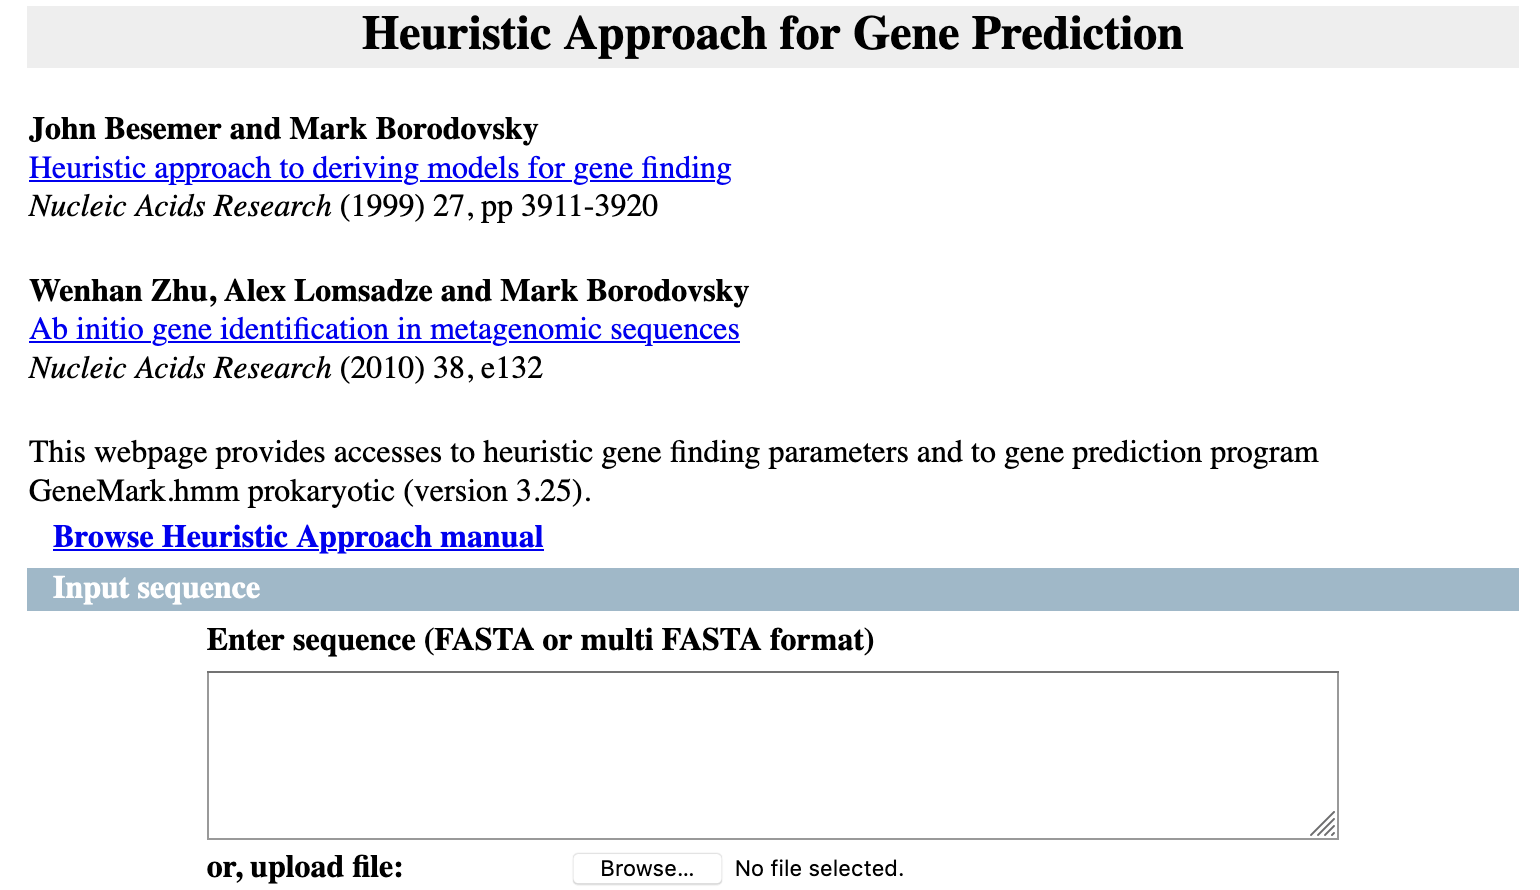 Heuristic Approach for Gene Prediction
John Besemer and Mark Borodovsky
Heuristic approach to deriving models for gene finding
Nucleic Acids Research (1999) 27, pp 3911-3920
Wenhan Zhu, Alex Lomsadze and Mark Borodovsky
Ab initio gene identification in metagenomic sequences
Nucleic Acids Research (2010) 38, e132
This webpage provides accesses to heuristic gene finding parameters and to gene prediction program
GeneMark.hmm prokaryotic (version 3.25).
Browse Heuristic Approach manual
Input sequence
Enter sequence (FASTA or multi FASTA format)
or, upload file: Browse... No file selected.